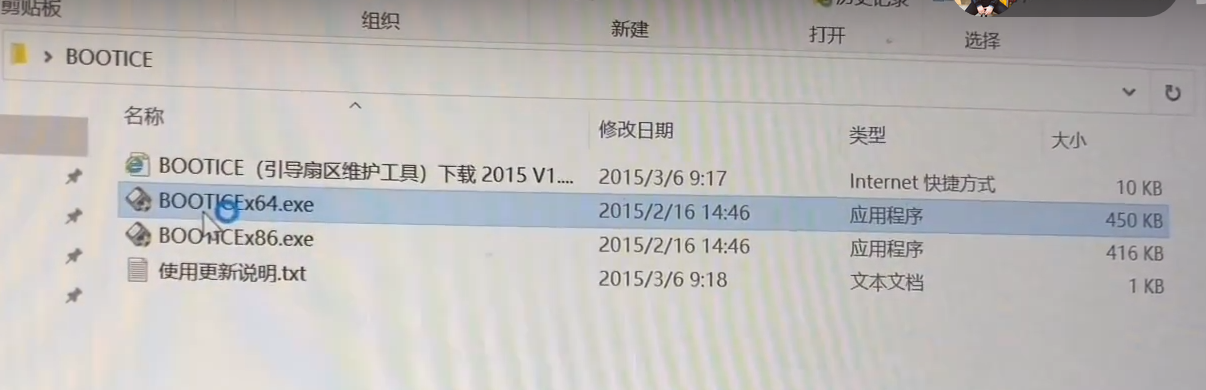 剪贴板
组织
新建
打开
历史记录
选择
BOOTICE
名称 修改日期 类型 大小
BOOTICE（引导扇区维护工具）下载 2015 V1.... 2015/3/6 9:17 Internet 快捷方式 10 KB
BOOTICEx64.exe 2015/2/16 14:46 应用程序 450 KB
BOOTICEx86.exe 2015/2/16 14:46 应用程序 416 KB
使用更新说明.txt 2015/3/6 9:18 文本文档 1 KB